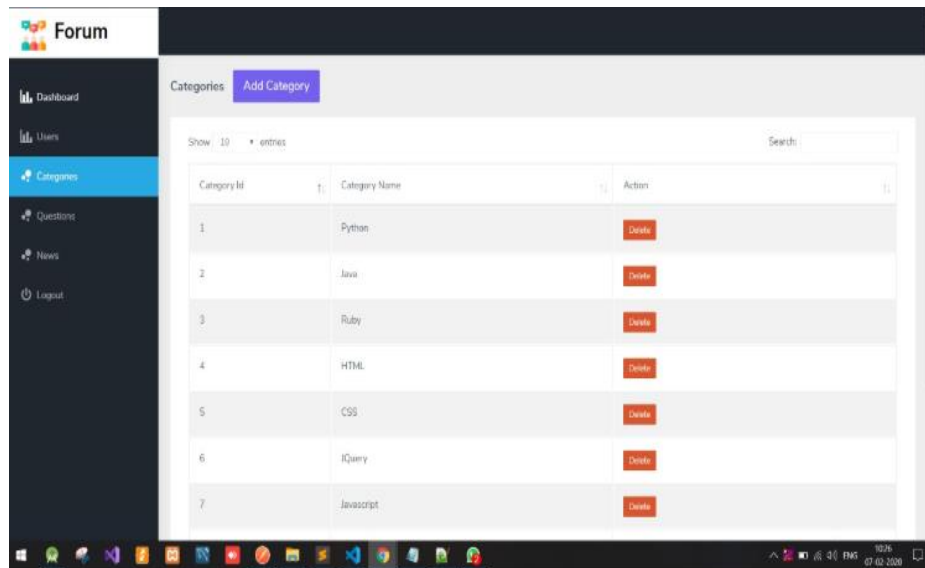 Forum
Dashboard
Users
Categories
Questions
News
Logout
Categories Add Category
Show 10 entries Search:
Category Id Category Name Action
1 Python Delete
2 Java Delete
3 Ruby Delete
4 HTML Delete
5 CSS Delete
6 JQuery Delete
7 Javascript Delete
ENG 10:26
07-02-2020